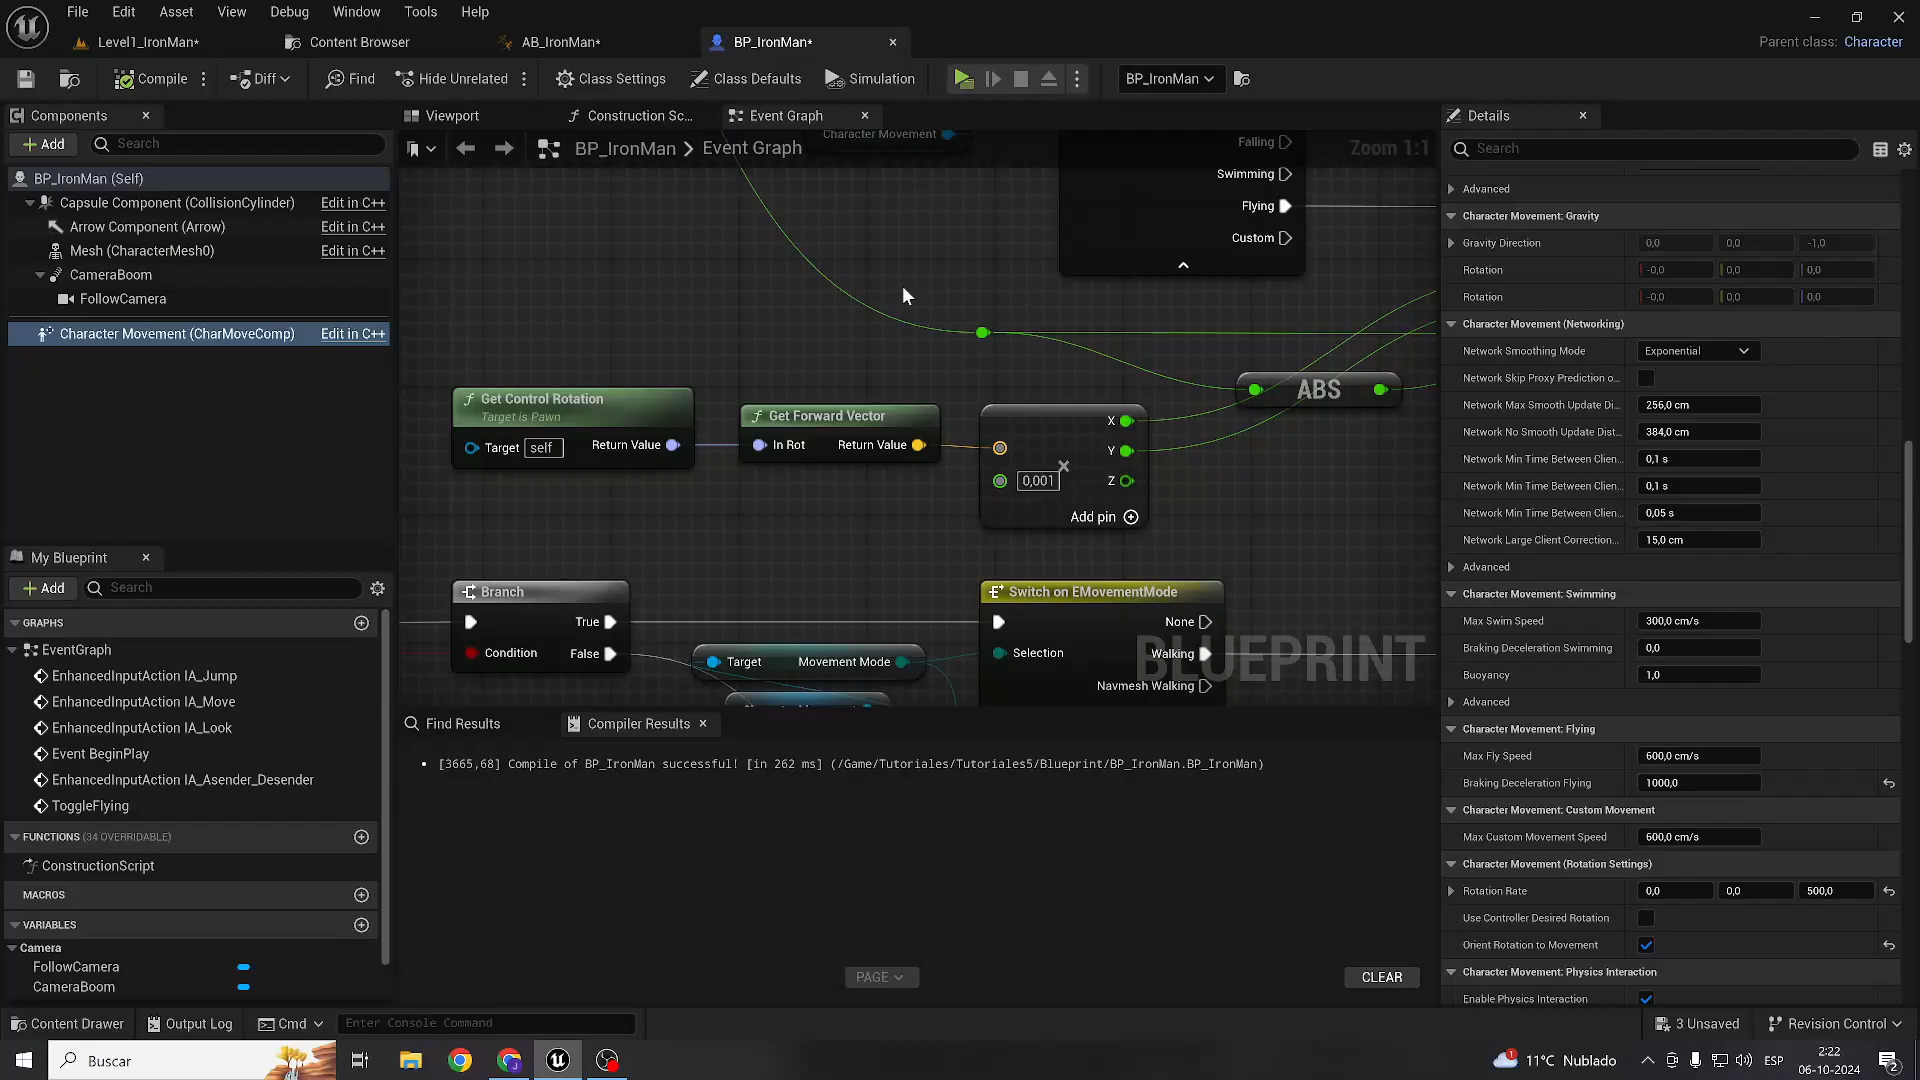 File Edit Asset View Debug Window Tools Help
Level1_IronMan* Content Browser AB_IronMan* BP_IronMan* Parent class: Character
Compile Diff Find Hide Unrelated Class Settings Class Defaults Simulation BP_IronMan
Components Viewport Construction Sc... Event Graph Details
Add Search BP_IronMan Event Graph Zoom 1:1 Search
BP_IronMan (Self)
Capsule Component (CollisionCylinder) Edit in C++
Arrow Component (Arrow) Edit in C++
Mesh (CharacterMesh0) Edit in C++
CameraBoom
FollowCamera
Character Movement (CharMoveComp) Edit in C++
My Blueprint
Add Search
GRAPHS
EventGraph
EnhancedInputAction IA_Jump
EnhancedInputAction IA_Move
EnhancedInputAction IA_Look
Event BeginPlay
EnhancedInputAction IA_Asender_Desender
ToggleFlying
FUNCTIONS (34 OVERRIDABLE)
ConstructionScript
MACROS
VARIABLES
Camera
FollowCamera
CameraBoom
Character Movement
Falling
Swimming
Flying
Custom
ABS
Get Control Rotation
Target is Pawn
Target self Return Value
Get Forward Vector
In Rot Return Value
X
Y
0,001 Z
Add pin
Branch
True
Condition False
Target Movement Mode
Switch on EMovementMode
None
Selection Walking
Navmesh Walking
BLUEPRINT
Find Results Compiler Results
[3665,68] Compile of BP_IronMan successful! [in 262 ms] (/Game/Tutoriales/Tutoriales5/Blueprint/BP_IronMan.BP_IronMan)
PAGE CLEAR
Advanced
Character Movement: Gravity
Gravity Direction 0,0 0,0 -1,0
Rotation -0,0 0,0 0,0
Rotation -0,0 0,0 0,0
Character Movement (Networking)
Network Smoothing Mode Exponential
Network Skip Proxy Prediction o...
Network Max Smooth Update Di... 256,0 cm
Network No Smooth Update Dist... 384,0 cm
Network Min Time Between Clien... 0,1 s
Network Min Time Between Clien... 0,1 s
Network Min Time Between Clien... 0,05 s
Network Large Client Correction... 15,0 cm
Advanced
Character Movement: Swimming
Max Swim Speed 300,0 cm/s
Braking Deceleration Swimming 0,0
Buoyancy 1,0
Advanced
Character Movement: Flying
Max Fly Speed 600,0 cm/s
Braking Deceleration Flying 1000,0
Character Movement: Custom Movement
Max Custom Movement Speed 600,0 cm/s
Character Movement (Rotation Settings)
Rotation Rate 0,0 0,0 500,0
Use Controller Desired Rotation
Orient Rotation to Movement
Character Movement: Physics Interaction
Enable Physics Interaction
Content Drawer Output Log Cmd Enter Console Command 3 Unsaved Revision Control
Buscar 1 11°C Nublado ESP 2:22
06-10-2024 2